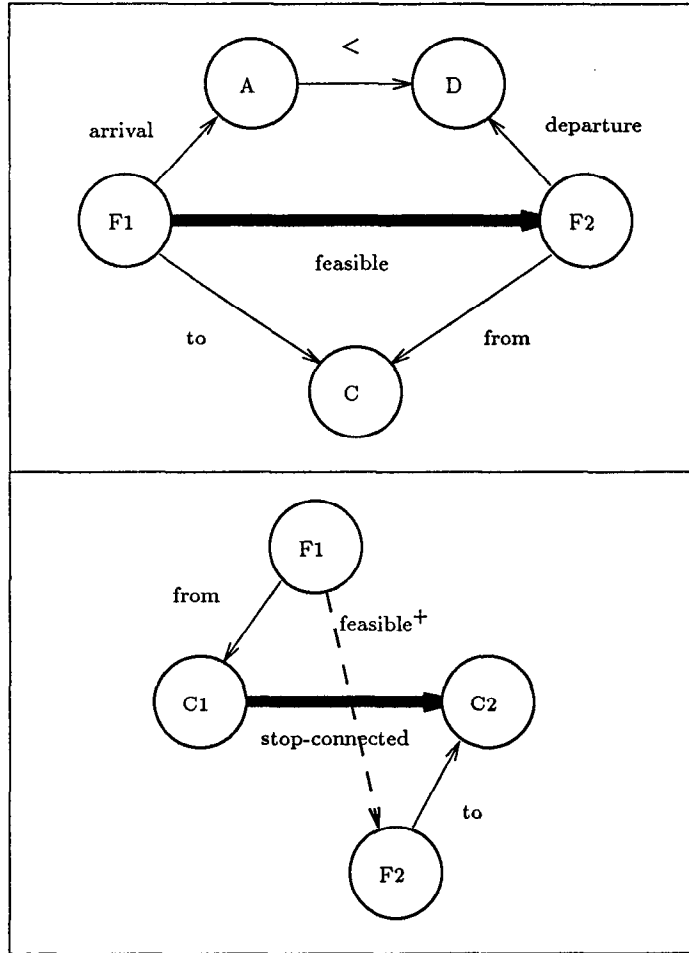 <
A
D
arrival
departure
F1
F2
feasible
to
from
C
F1
from
feasible+
C1
C2
stop-connected
to
F2